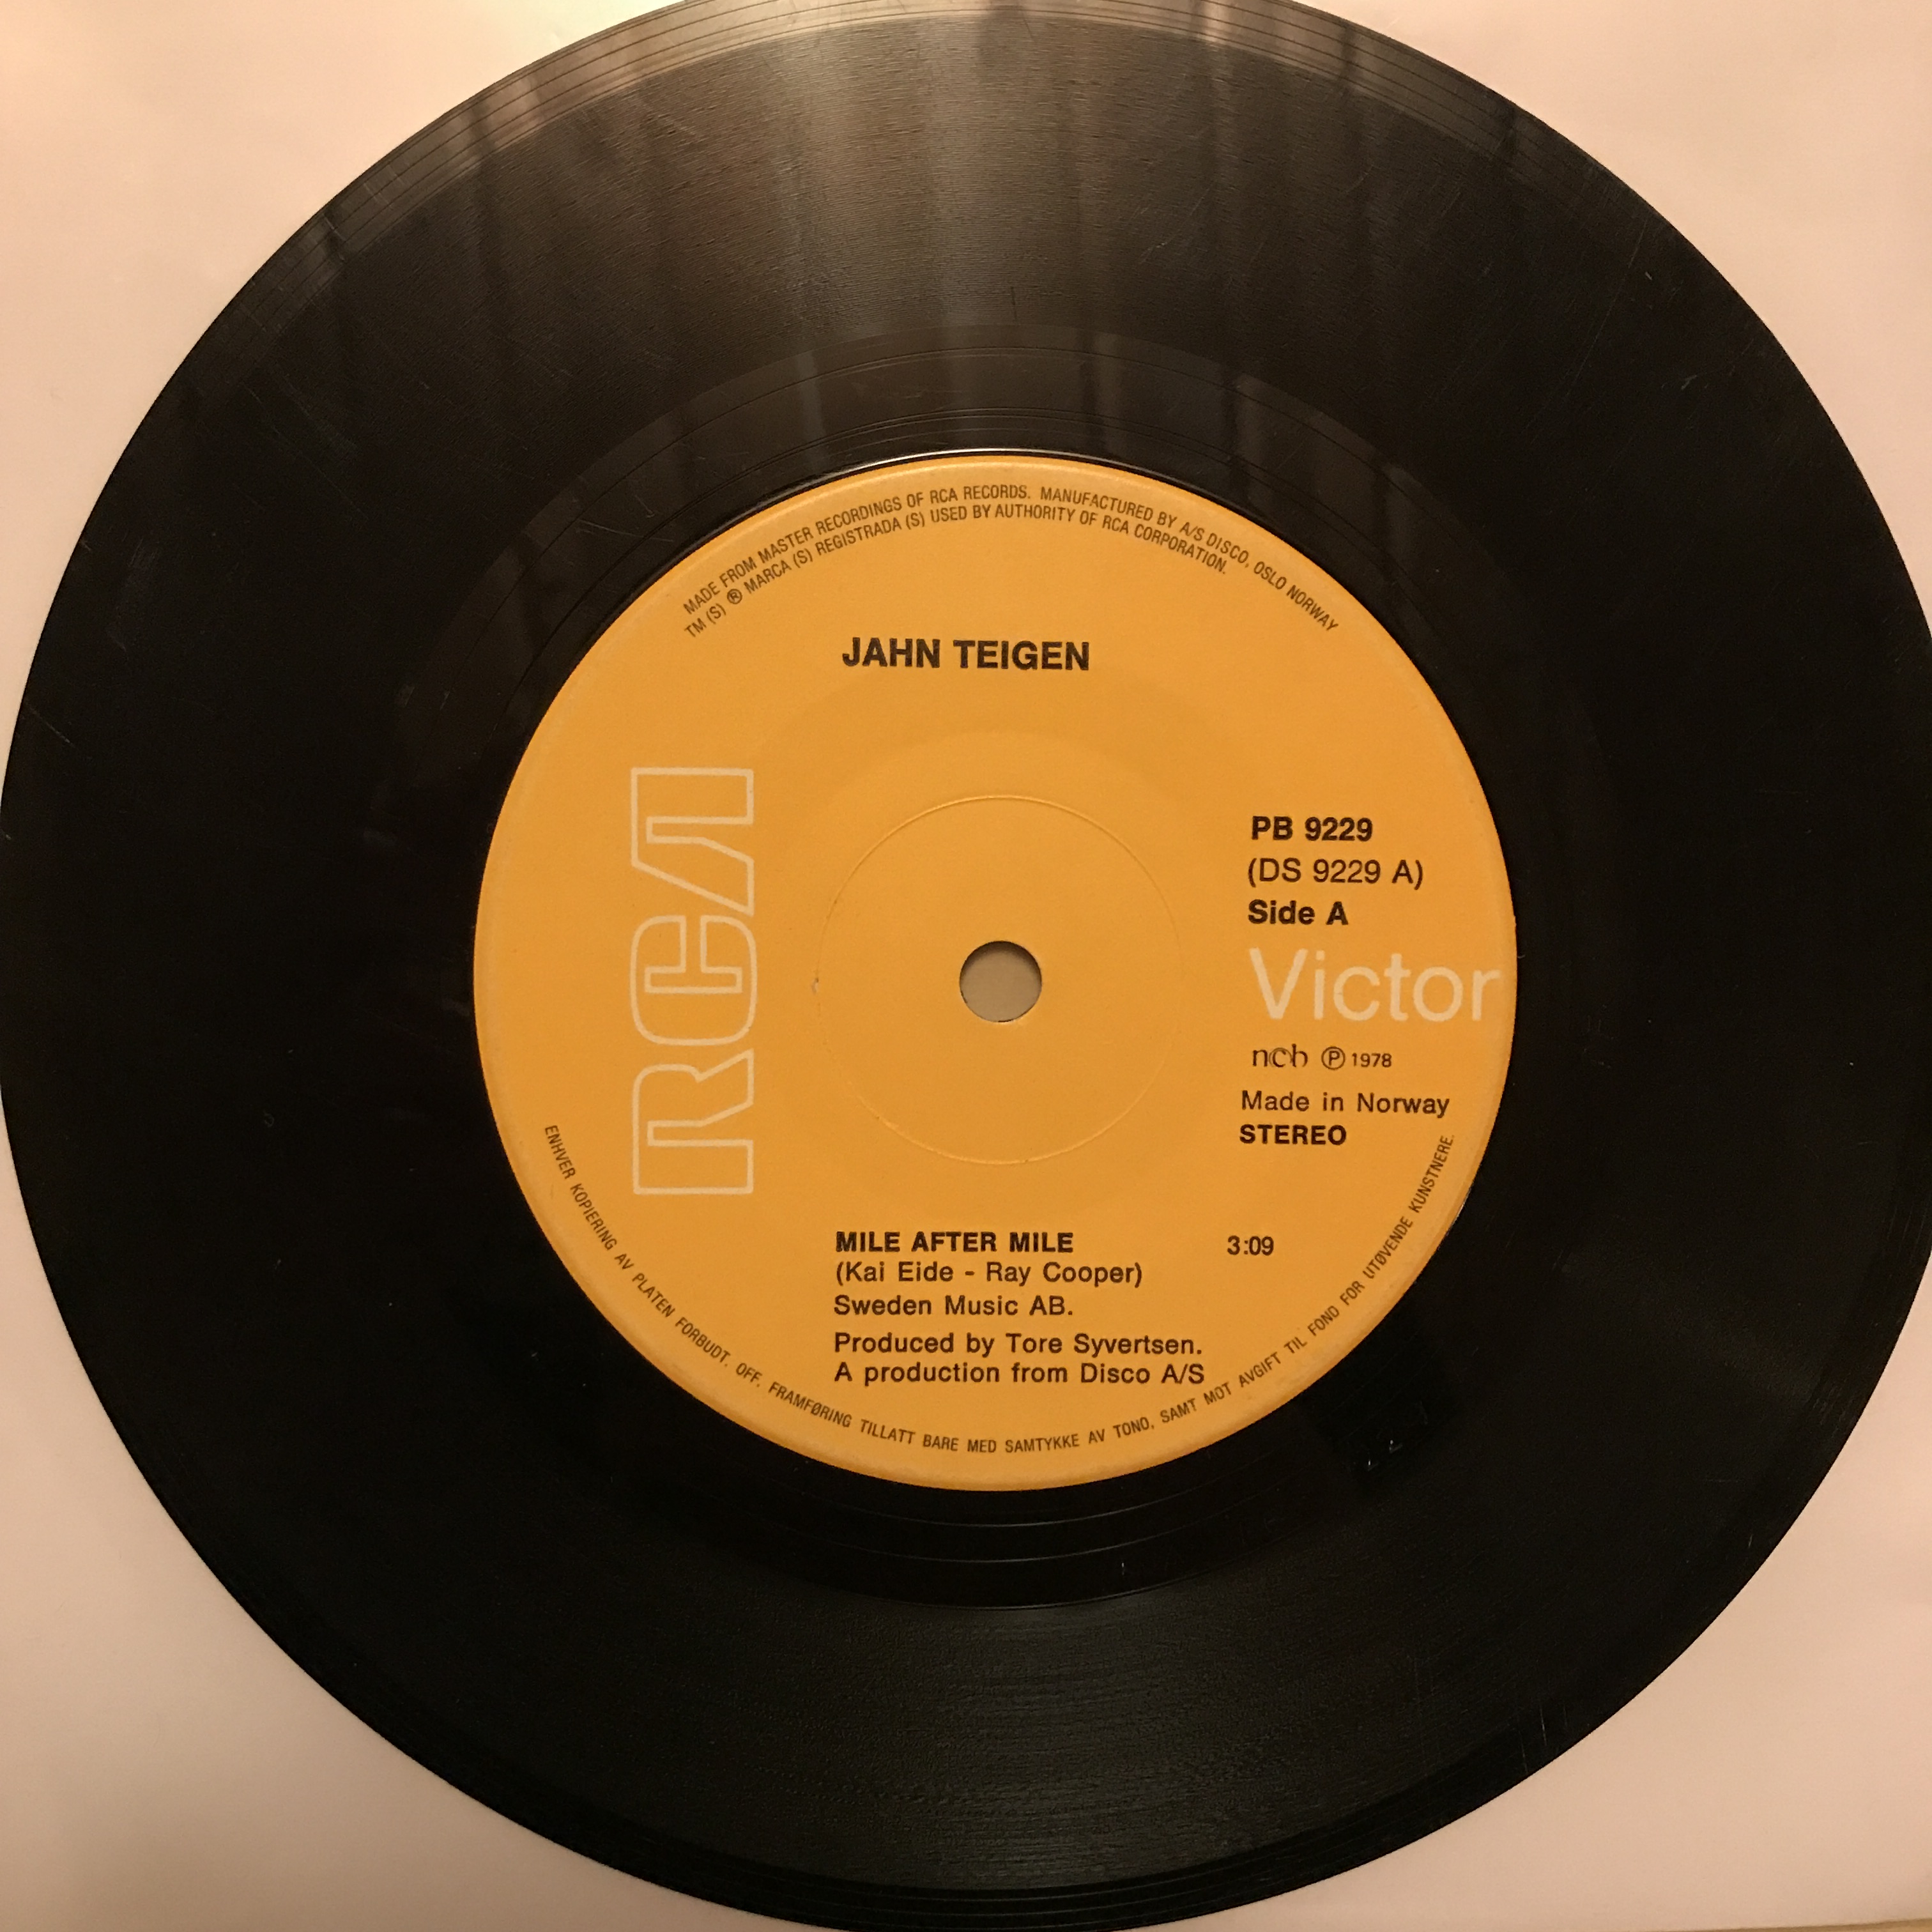 MADE FROM MASTER RECORDINGS OF RCA RECORDS. MANUFACTURED BY A/S DISCO, OSLO NORWAY
TM (S) ® MARCA (S) REGISTRADA (S) USED BY AUTHORITY OF RCA CORPORATION.
JAHN TEIGEN
RCA
PB 9229
(DS 9229 A)
Side A
Victor
ncb ℗ 1978
Made in Norway
STEREO
MILE AFTER MILE 3:09
(Kai Eide - Ray Cooper)
Sweden Music AB.
Produced by Tore Syvertsen.
A production from Disco A/S
ENHVER KOPIERING AV PLATEN FORBUDT. OFF. FRAMFØRING TILLATT BARE MED SAMTYKKE AV TONO, SAMT MOT AVGIFT TIL FOND FOR UTØVENDE KUNSTNERE.